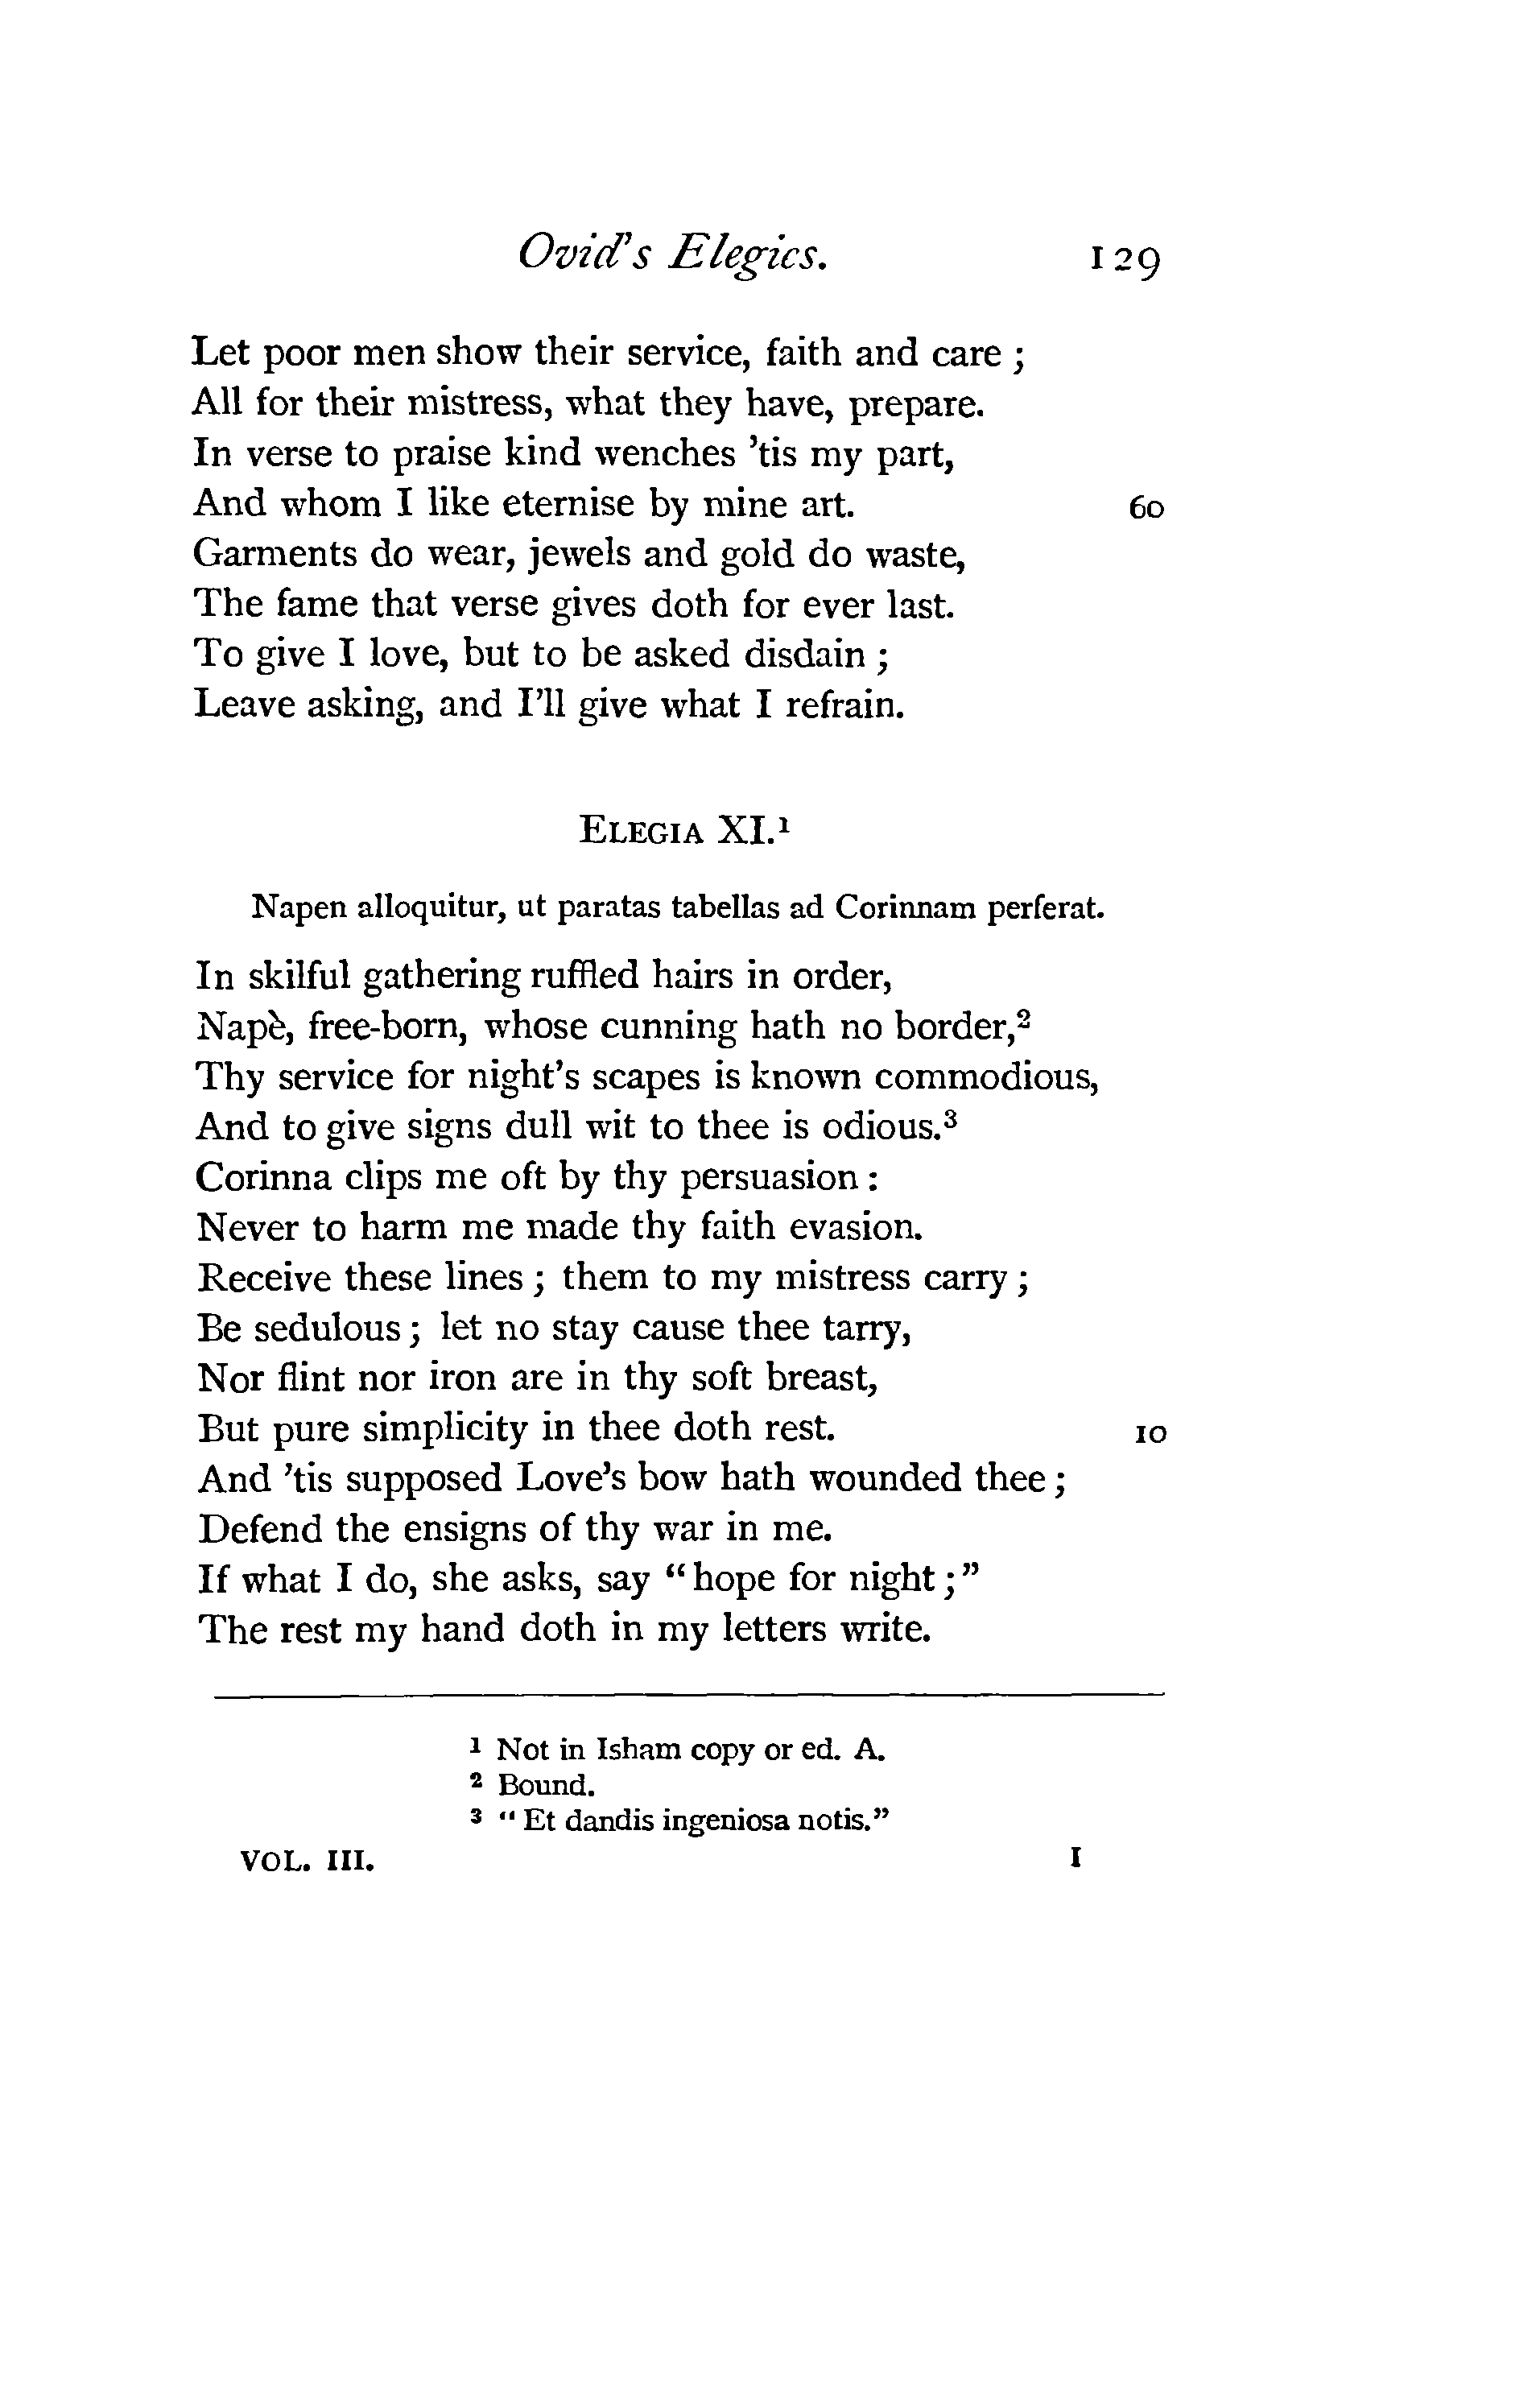 Ovid's Elegies. 129
Let poor men show their service, faith and care ;
All for their mistress, what they have, prepare.
In verse to praise kind wenches 'tis my part,
And whom I like eternise by mine art. 60
Garments do wear, jewels and gold do waste,
The fame that verse gives doth for ever last.
To give I love, but to be asked disdain ;
Leave asking, and I'll give what I refrain.
ELEGIA XI.¹
Napen alloquitur, ut paratas tabellas ad Corinnam perferat.
In skilful gathering ruffled hairs in order,
Napè, free-born, whose cunning hath no border,²
Thy service for night's scapes is known commodious,
And to give signs dull wit to thee is odious.³
Corinna clips me oft by thy persuasion :
Never to harm me made thy faith evasion.
Receive these lines ; them to my mistress carry ;
Be sedulous ; let no stay cause thee tarry,
Nor flint nor iron are in thy soft breast,
But pure simplicity in thee doth rest. 10
And 'tis supposed Love's bow hath wounded thee ;
Defend the ensigns of thy war in me.
If what I do, she asks, say "hope for night ;"
The rest my hand doth in my letters write.
¹ Not in Isham copy or ed. A.
² Bound.
³ "Et dandis ingeniosa notis."
VOL. III. I